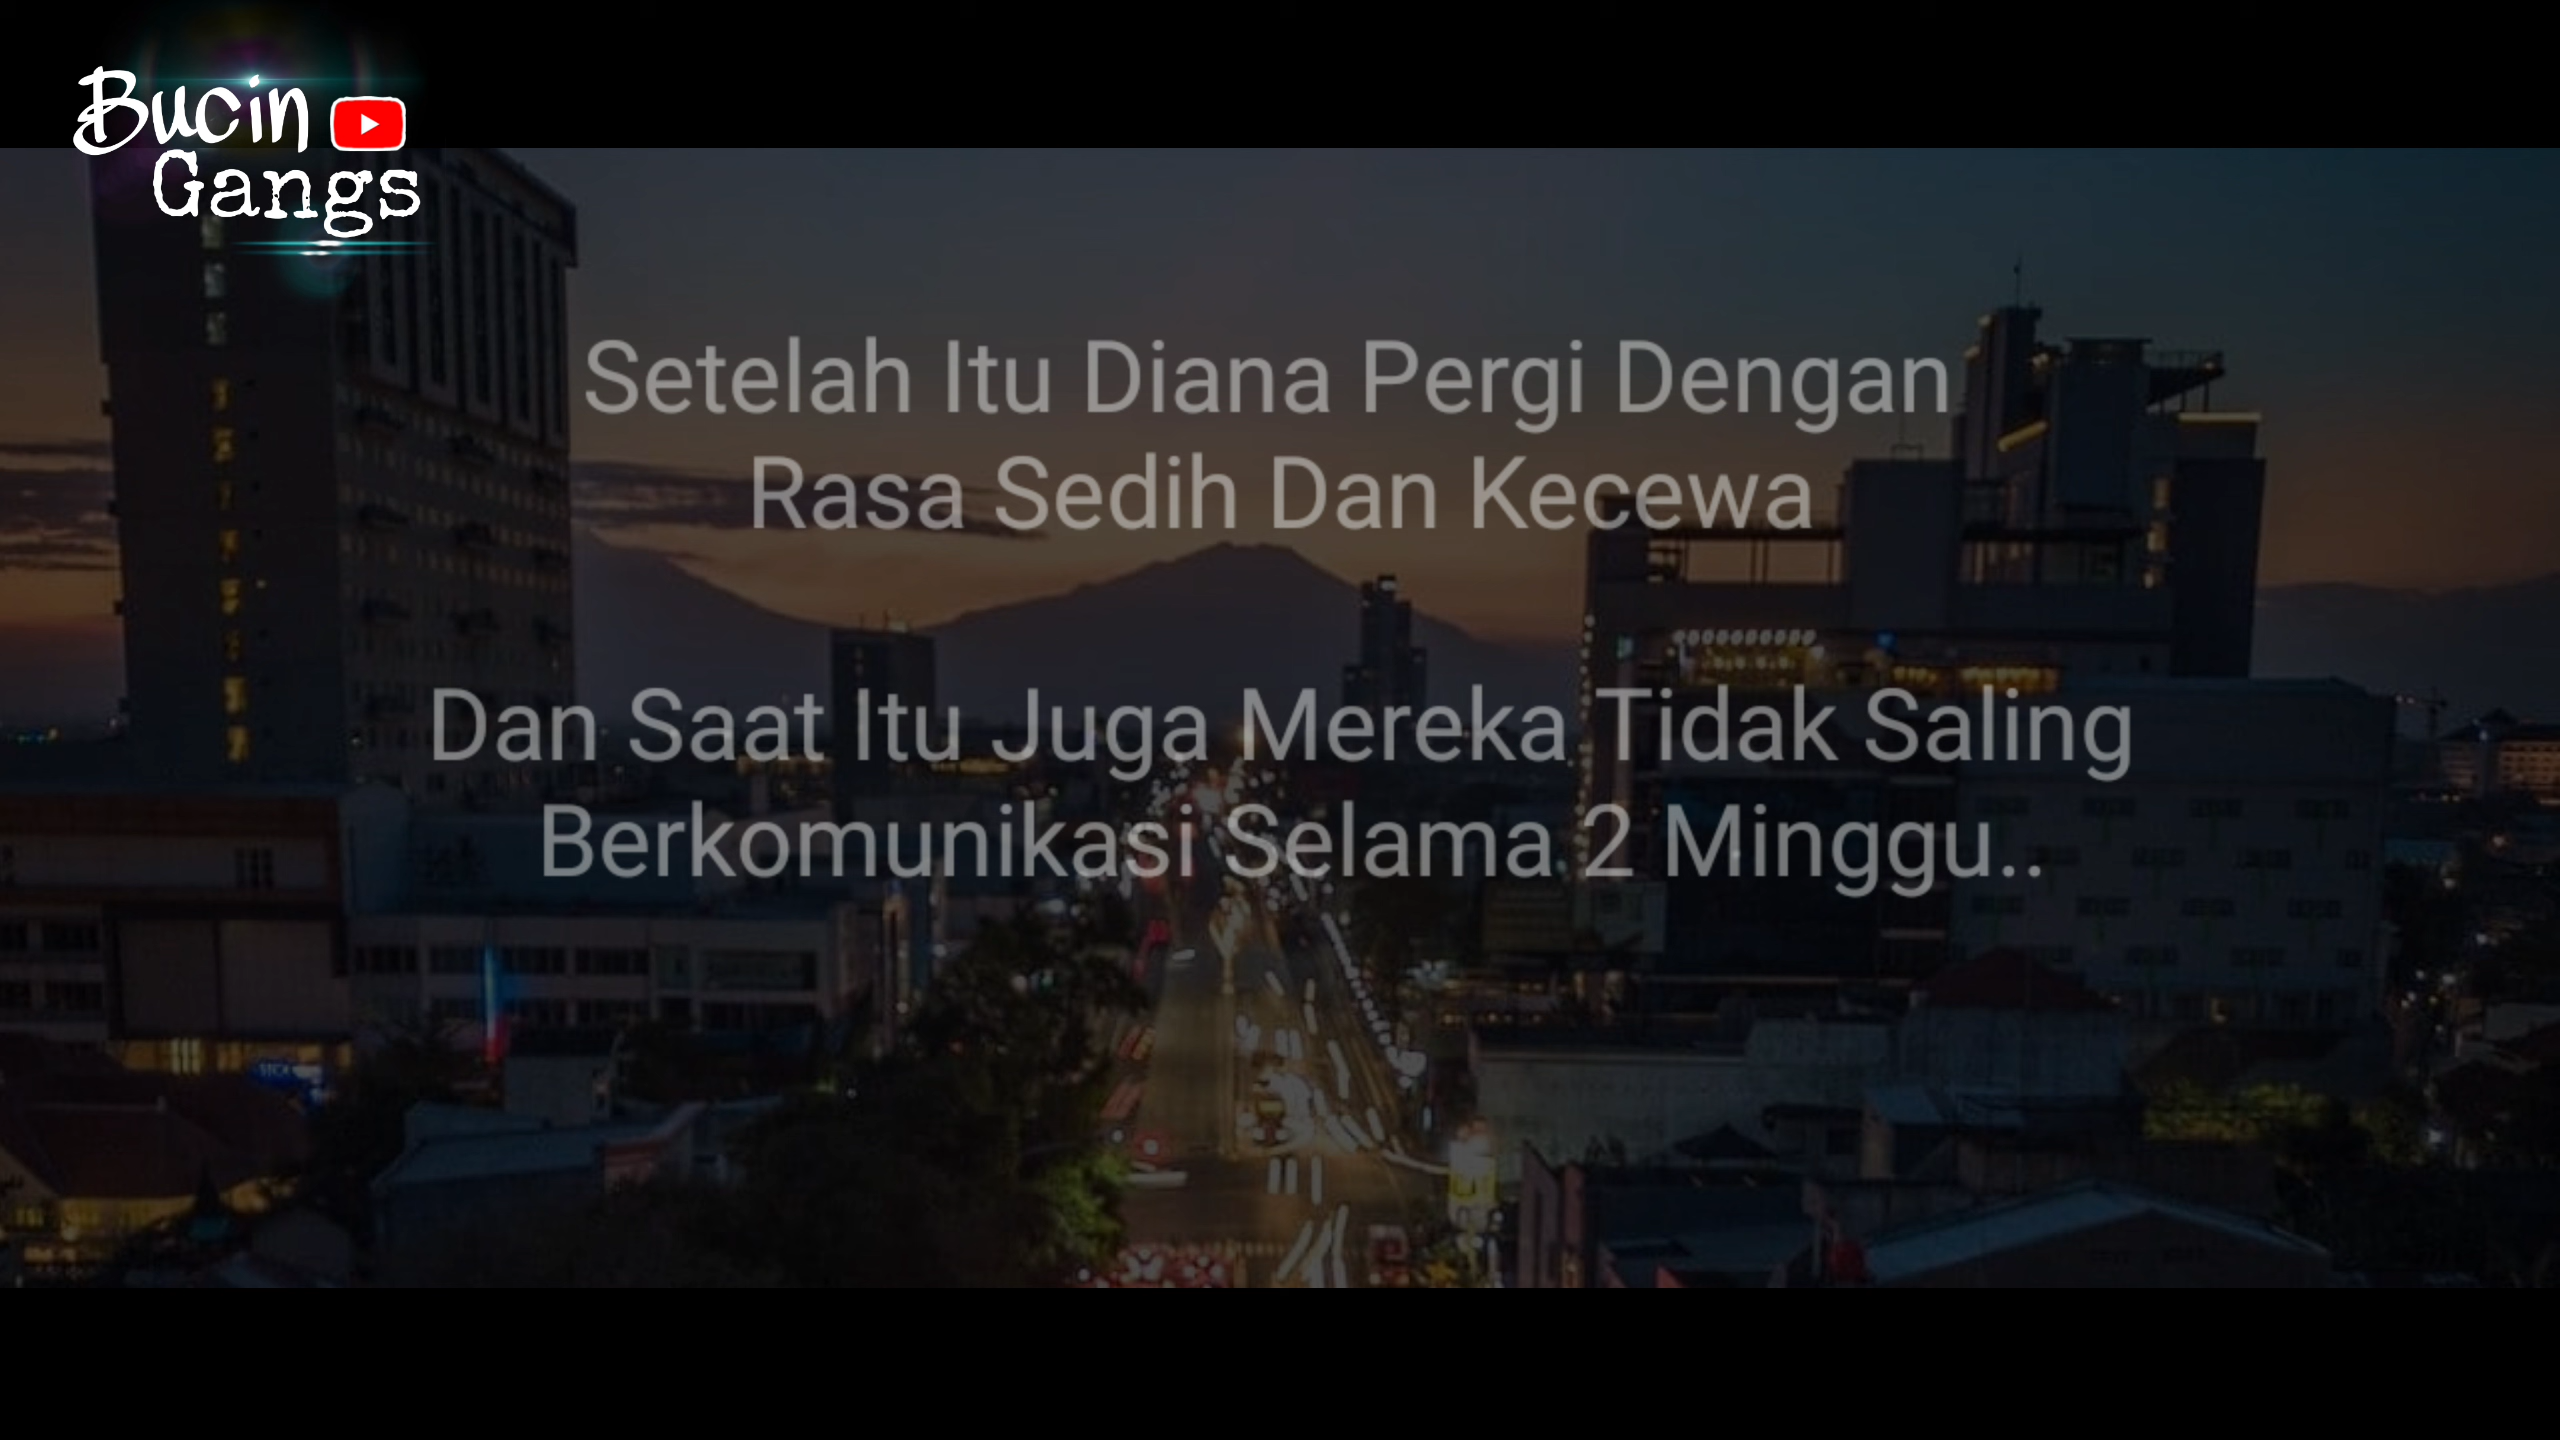 Bucin
Gangs
Setelah Itu Diana Pergi Dengan
Rasa Sedih Dan Kecewa
Dan Saat Itu Juga Mereka Tidak Saling
Berkomunikasi Selama 2 Minggu..